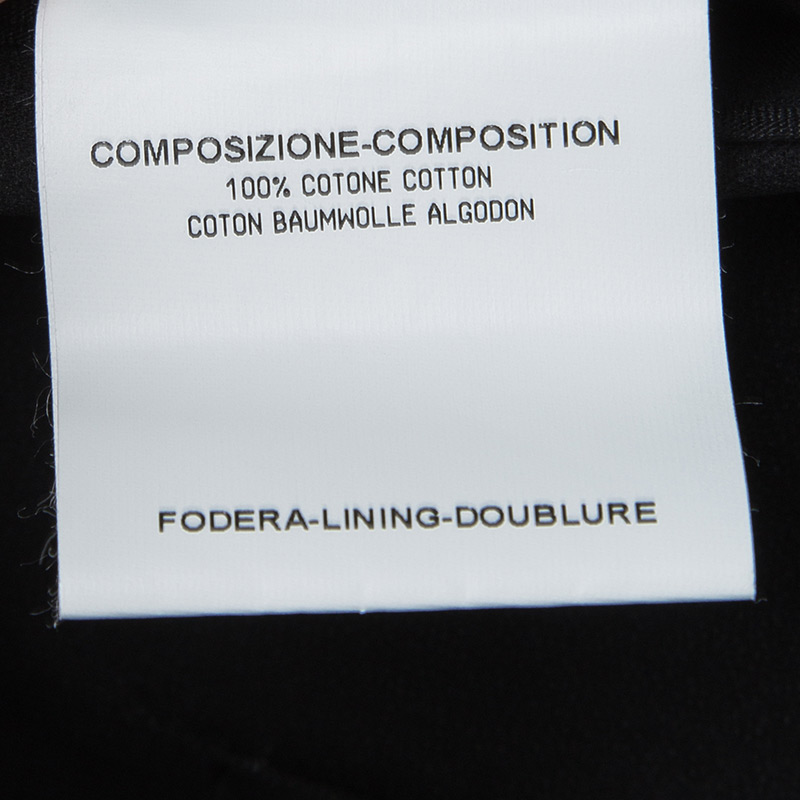 COMPOSIZIONE-COMPOSITION
100% COTONE COTTON
COTON BAUMWOLLE ALGODON
FODERA-LINING-DOUBLURE